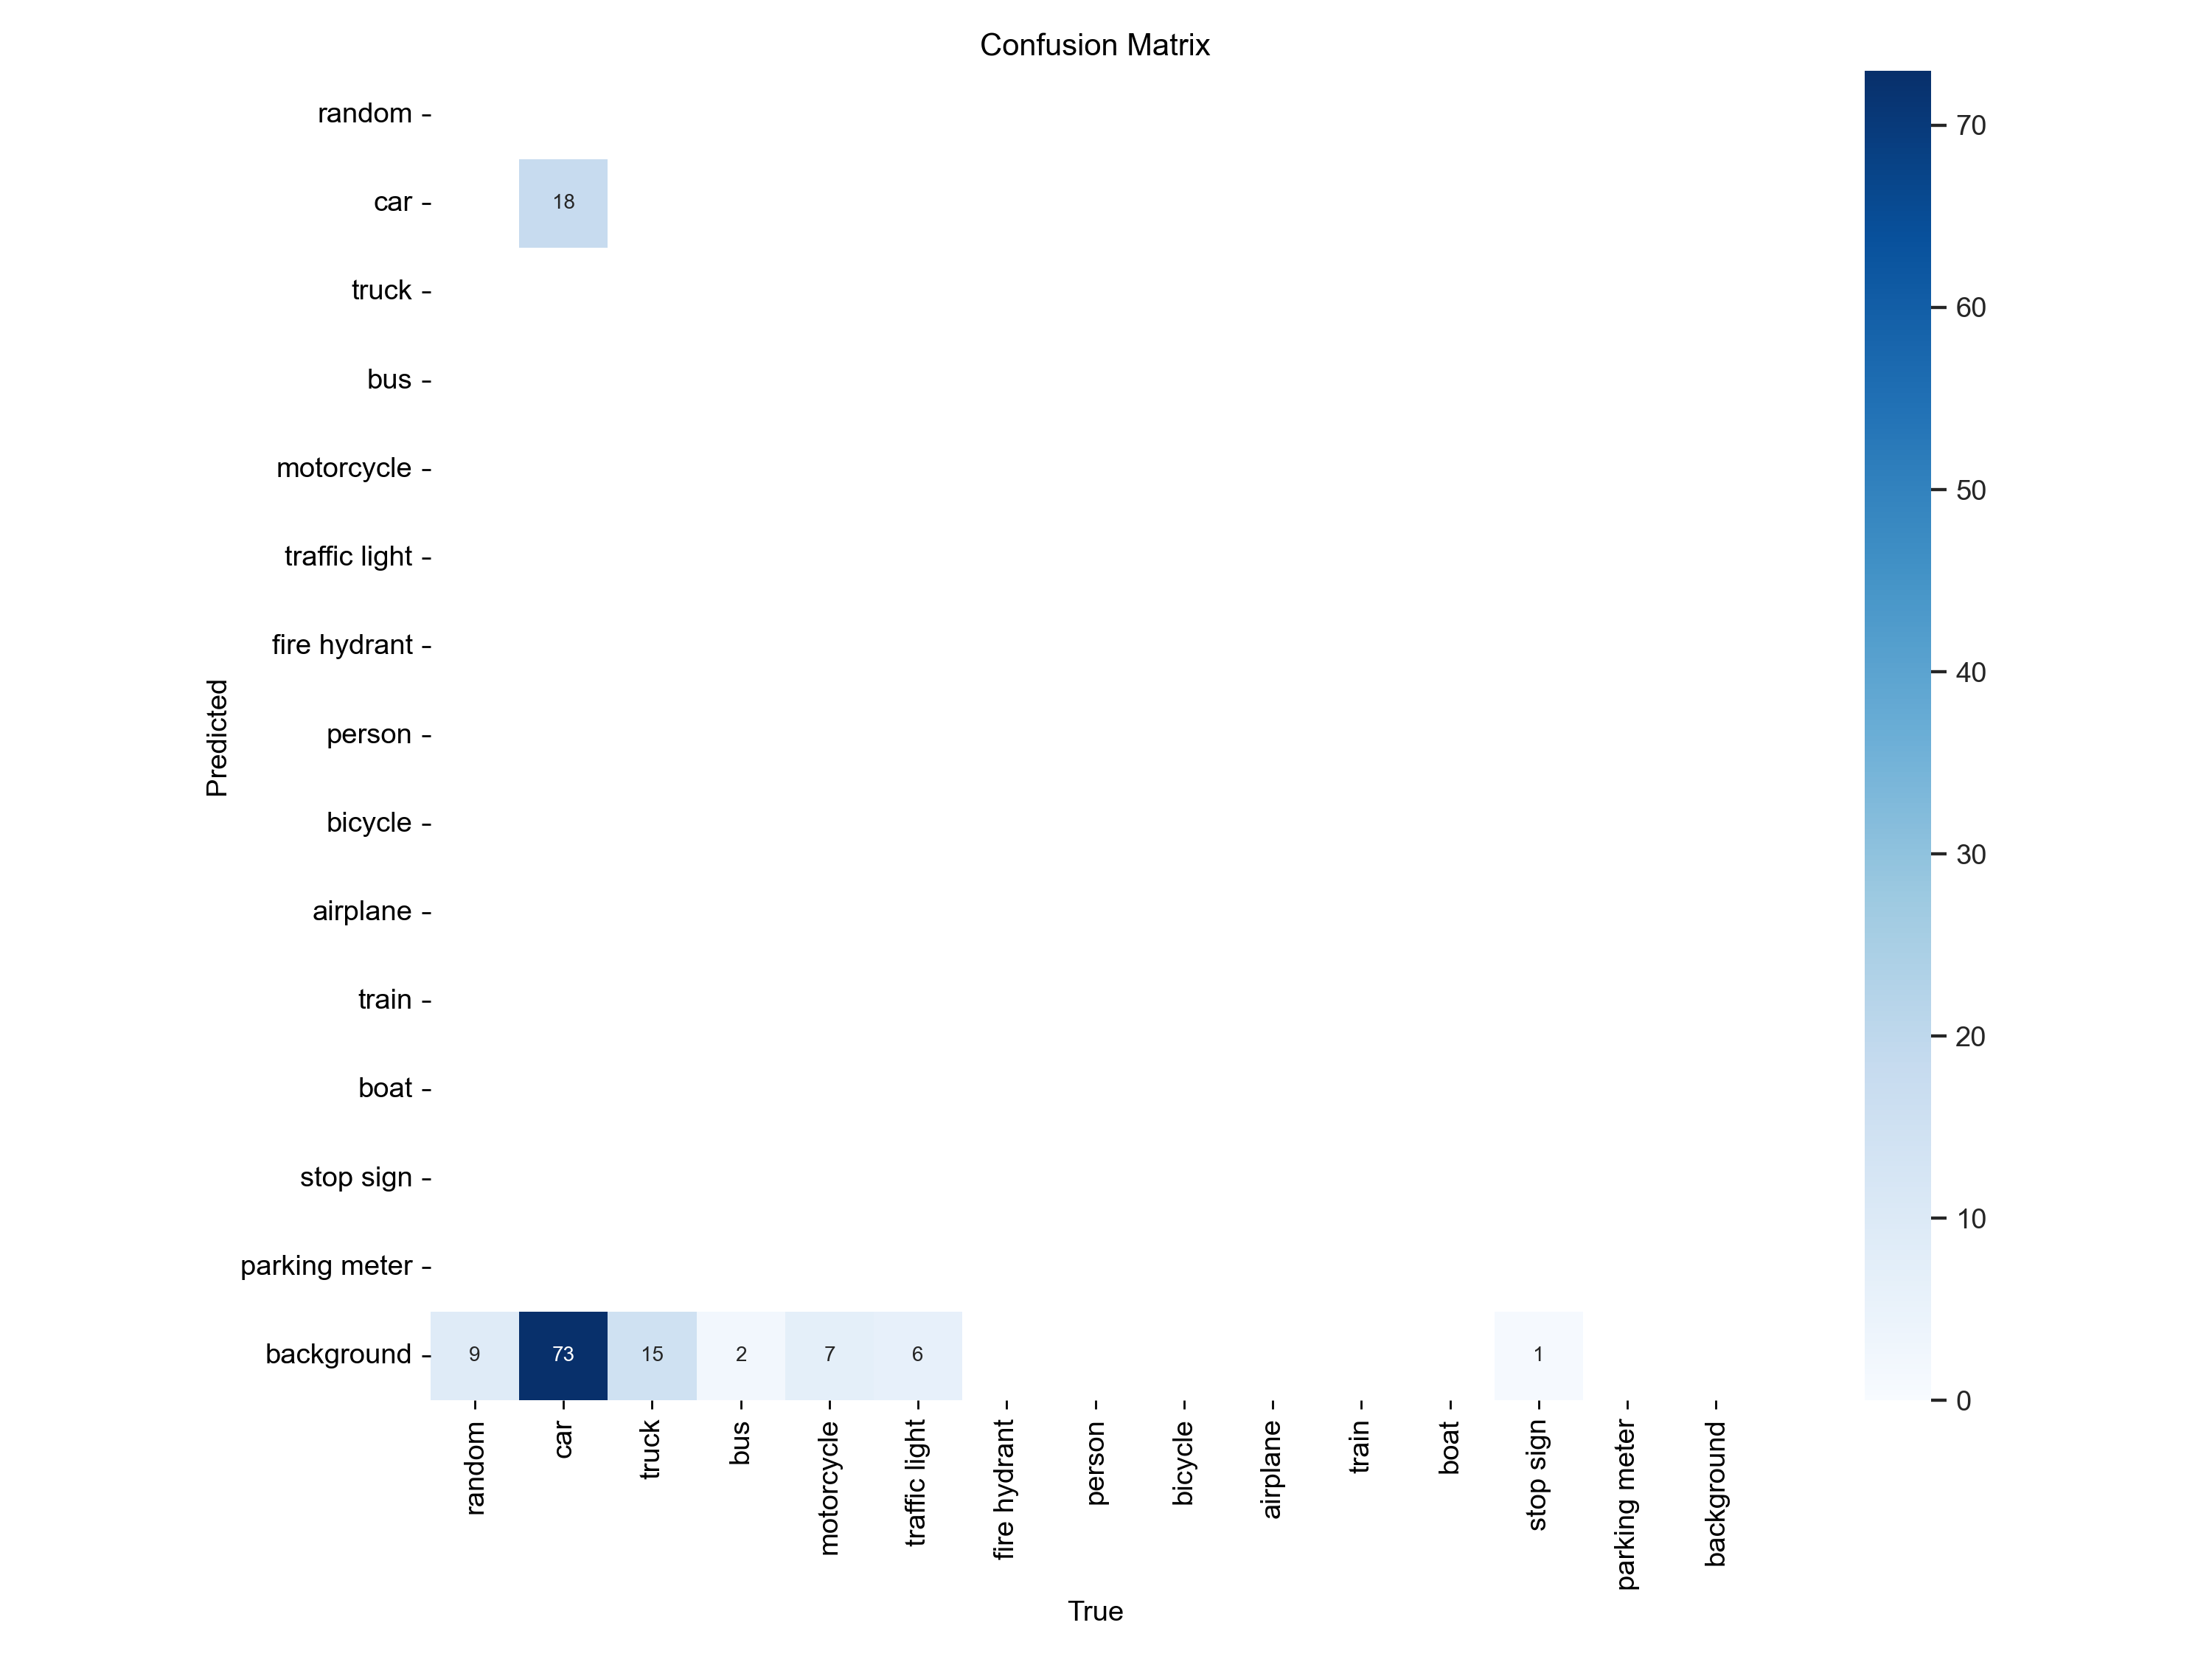 Confusion Matrix
random
car
18
truck
bus
motorcycle
traffic light
fire hydrant
person
bicycle
airplane
train
boat
stop sign
parking meter
background
9 73 15 2 7 6 1
Predicted
random car truck bus motorcycle traffic light fire hydrant person bicycle airplane train boat stop sign parking meter background
True
70
60
50
40
30
20
10
0